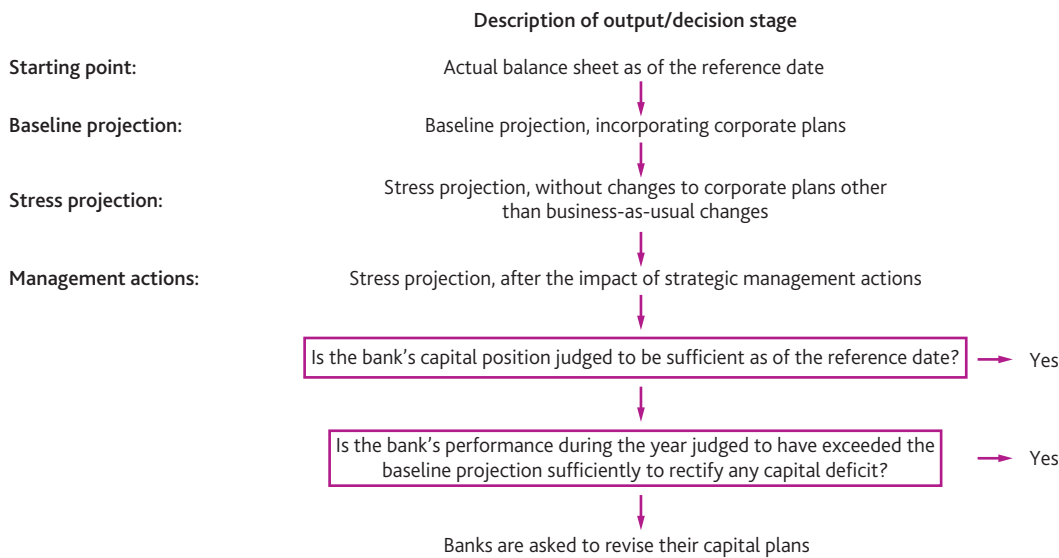 Description of output/decision stage
Starting point: Actual balance sheet as of the reference date
Baseline projection: Baseline projection, incorporating corporate plans
Stress projection: Stress projection, without changes to corporate plans other
than business-as-usual changes
Management actions: Stress projection, after the impact of strategic management actions
Is the bank’s capital position judged to be sufficient as of the reference date? Yes
Is the bank’s performance during the year judged to have exceeded the
baseline projection sufficiently to rectify any capital deficit? Yes
Banks are asked to revise their capital plans